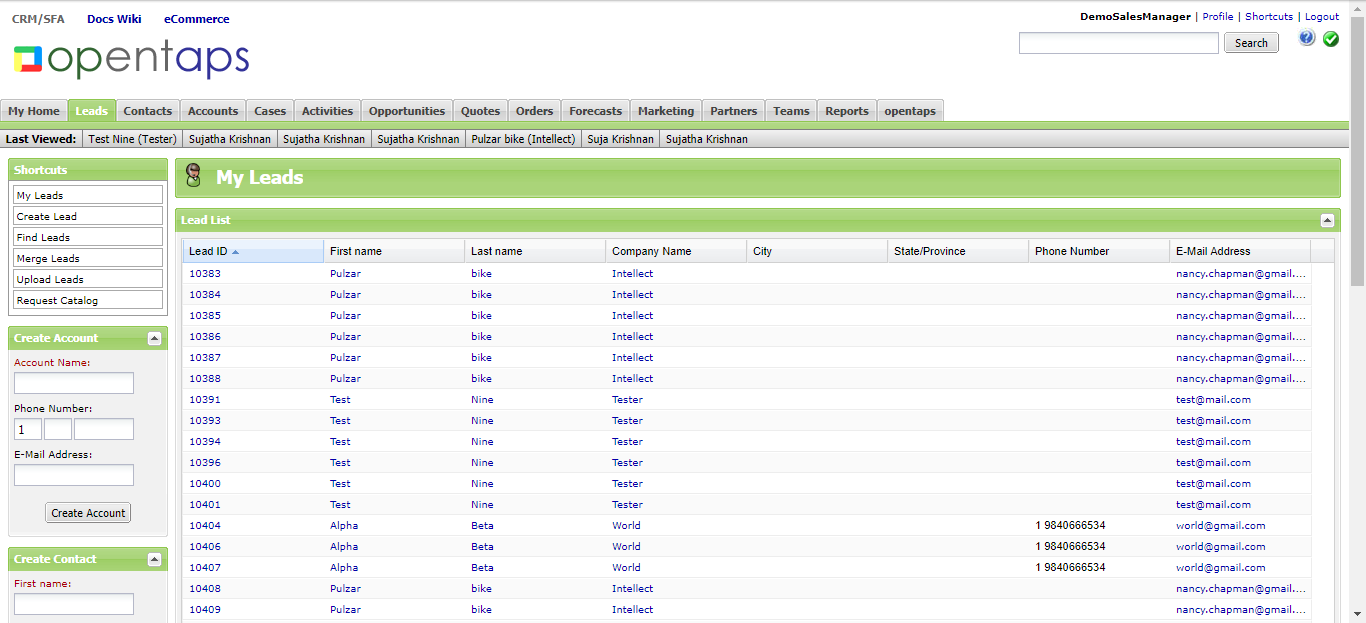 CRM/SFA Docs Wiki eCommerce
DemoSalesManager | Profile | Shortcuts | Logout
opentaps
Search
My Home Leads Contacts Accounts Cases Activities Opportunities Quotes Orders Forecasts Marketing Partners Teams Reports opentaps
Last Viewed: Test Nine (Tester) Sujatha Krishnan Sujatha Krishnan Sujatha Krishnan Pulzar bike (Intellect) Suja Krishnan Sujatha Krishnan
Shortcuts
My Leads
Create Lead
Find Leads
Merge Leads
Upload Leads
Request Catalog
Create Account
Account Name:
Phone Number:
1
E-Mail Address:
Create Account
Create Contact
First name:
My Leads
Lead List
Lead ID First name Last name Company Name City State/Province Phone Number E-Mail Address
10383 Pulzar bike Intellect nancy.chapman@gmail....
10384 Pulzar bike Intellect nancy.chapman@gmail....
10385 Pulzar bike Intellect nancy.chapman@gmail....
10386 Pulzar bike Intellect nancy.chapman@gmail....
10387 Pulzar bike Intellect nancy.chapman@gmail....
10388 Pulzar bike Intellect nancy.chapman@gmail....
10391 Test Nine Tester test@mail.com
10393 Test Nine Tester test@mail.com
10394 Test Nine Tester test@mail.com
10396 Test Nine Tester test@mail.com
10400 Test Nine Tester test@mail.com
10401 Test Nine Tester test@mail.com
10404 Alpha Beta World 1 9840666534 world@gmail.com
10406 Alpha Beta World 1 9840666534 world@gmail.com
10407 Alpha Beta World 1 9840666534 world@gmail.com
10408 Pulzar bike Intellect nancy.chapman@gmail....
10409 Pulzar bike Intellect nancy.chapman@gmail....